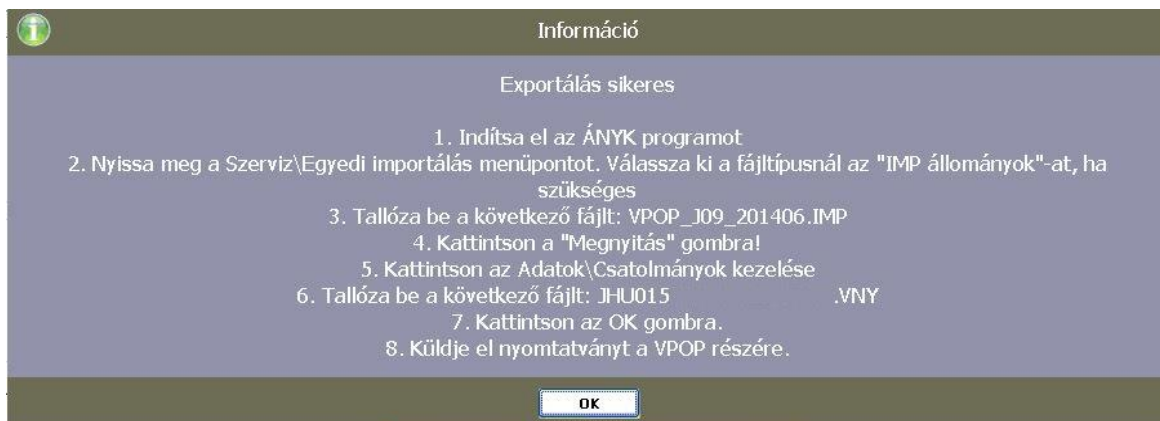 Információ
Exportálás sikeres
1. Indítsa el az ÁNYK programot
2. Nyissa meg a Szerviz\Egyedi importálás menüpontot. Válassza ki a fájltípusnál az "IMP állományok"-at, ha
szükséges
3. Tallóza be a következő fájlt: VPOP_J09_201406.IMP
4. Kattintson a "Megnyitás" gombra!
5. Kattintson az Adatok\Csatolmányok kezelése
6. Tallóza be a következő fájlt: JHU015 .VNY
7. Kattintson az OK gombra.
8. Küldje el nyomtatványt a VPOP részére.
OK